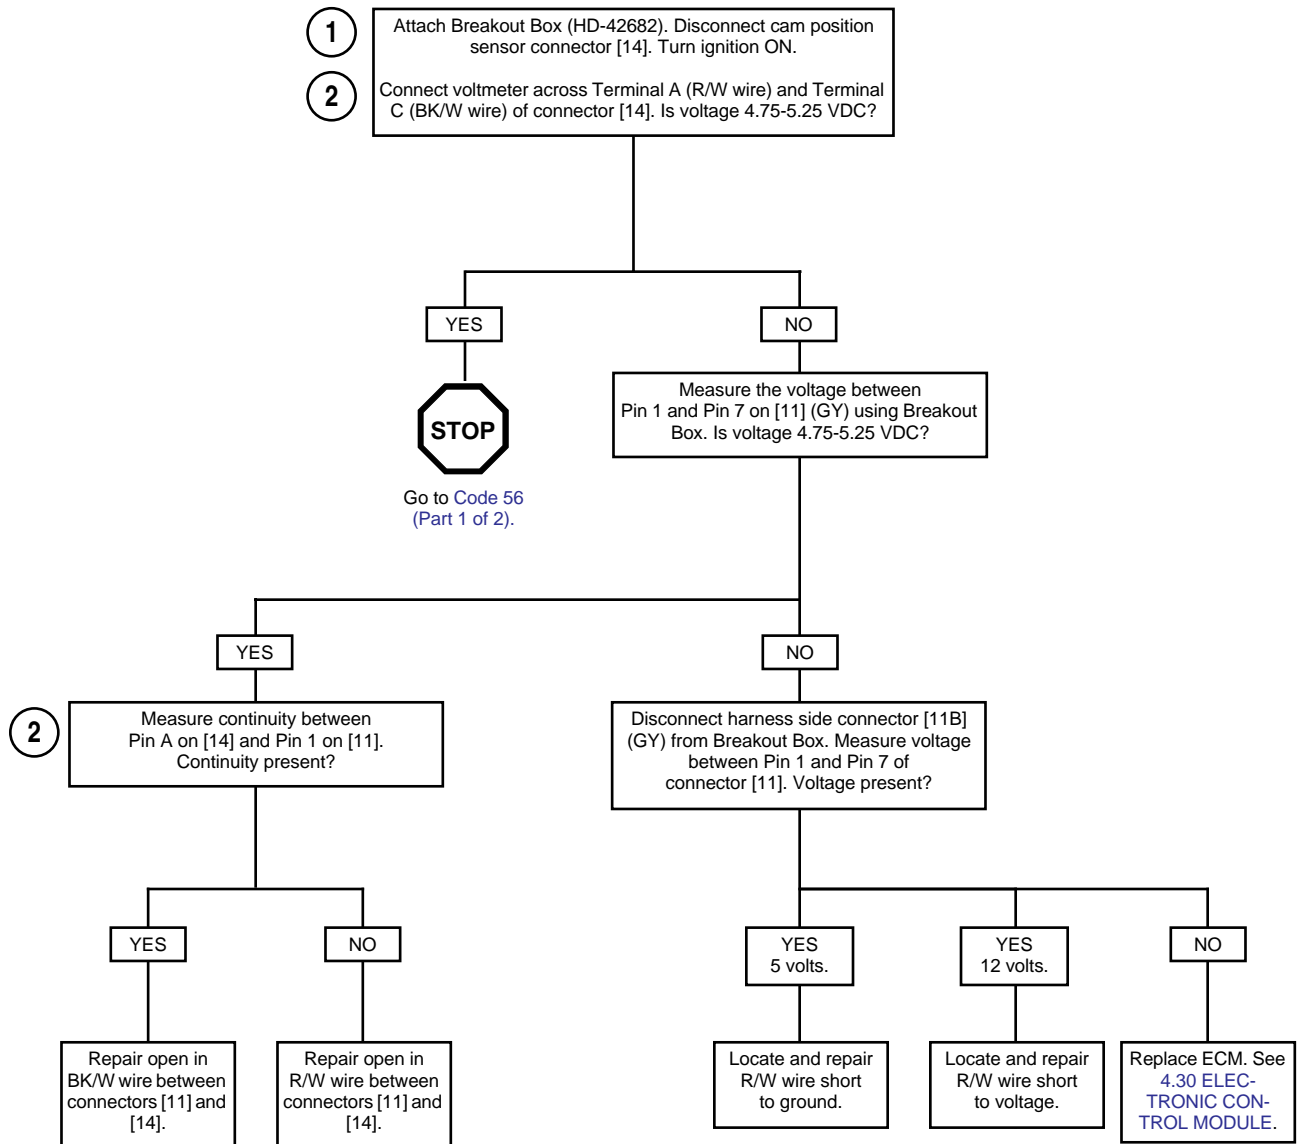 1
Attach Breakout Box (HD-42682). Disconnect cam position
sensor connector [14]. Turn ignition ON.
2
Connect voltmeter across Terminal A (R/W wire) and Terminal
C (BK/W wire) of connector [14]. Is voltage 4.75-5.25 VDC?
YES
NO
STOP
Go to Code 56
(Part 1 of 2).
Measure the voltage between
Pin 1 and Pin 7 on [11] (GY) using Breakout
Box. Is voltage 4.75-5.25 VDC?
YES
NO
2
Measure continuity between
Pin A on [14] and Pin 1 on [11].
Continuity present?
Disconnect harness side connector [11B]
(GY) from Breakout Box. Measure voltage
between Pin 1 and Pin 7 of
connector [11]. Voltage present?
YES
NO
YES
5 volts.
YES
12 volts.
NO
Repair open in
BK/W wire between
connectors [11] and
[14].
Repair open in
R/W wire between
connectors [11] and
[14].
Locate and repair
R/W wire short
to ground.
Locate and repair
R/W wire short
to voltage.
Replace ECM. See
4.30 ELEC-
TRONIC CON-
TROL MODULE.